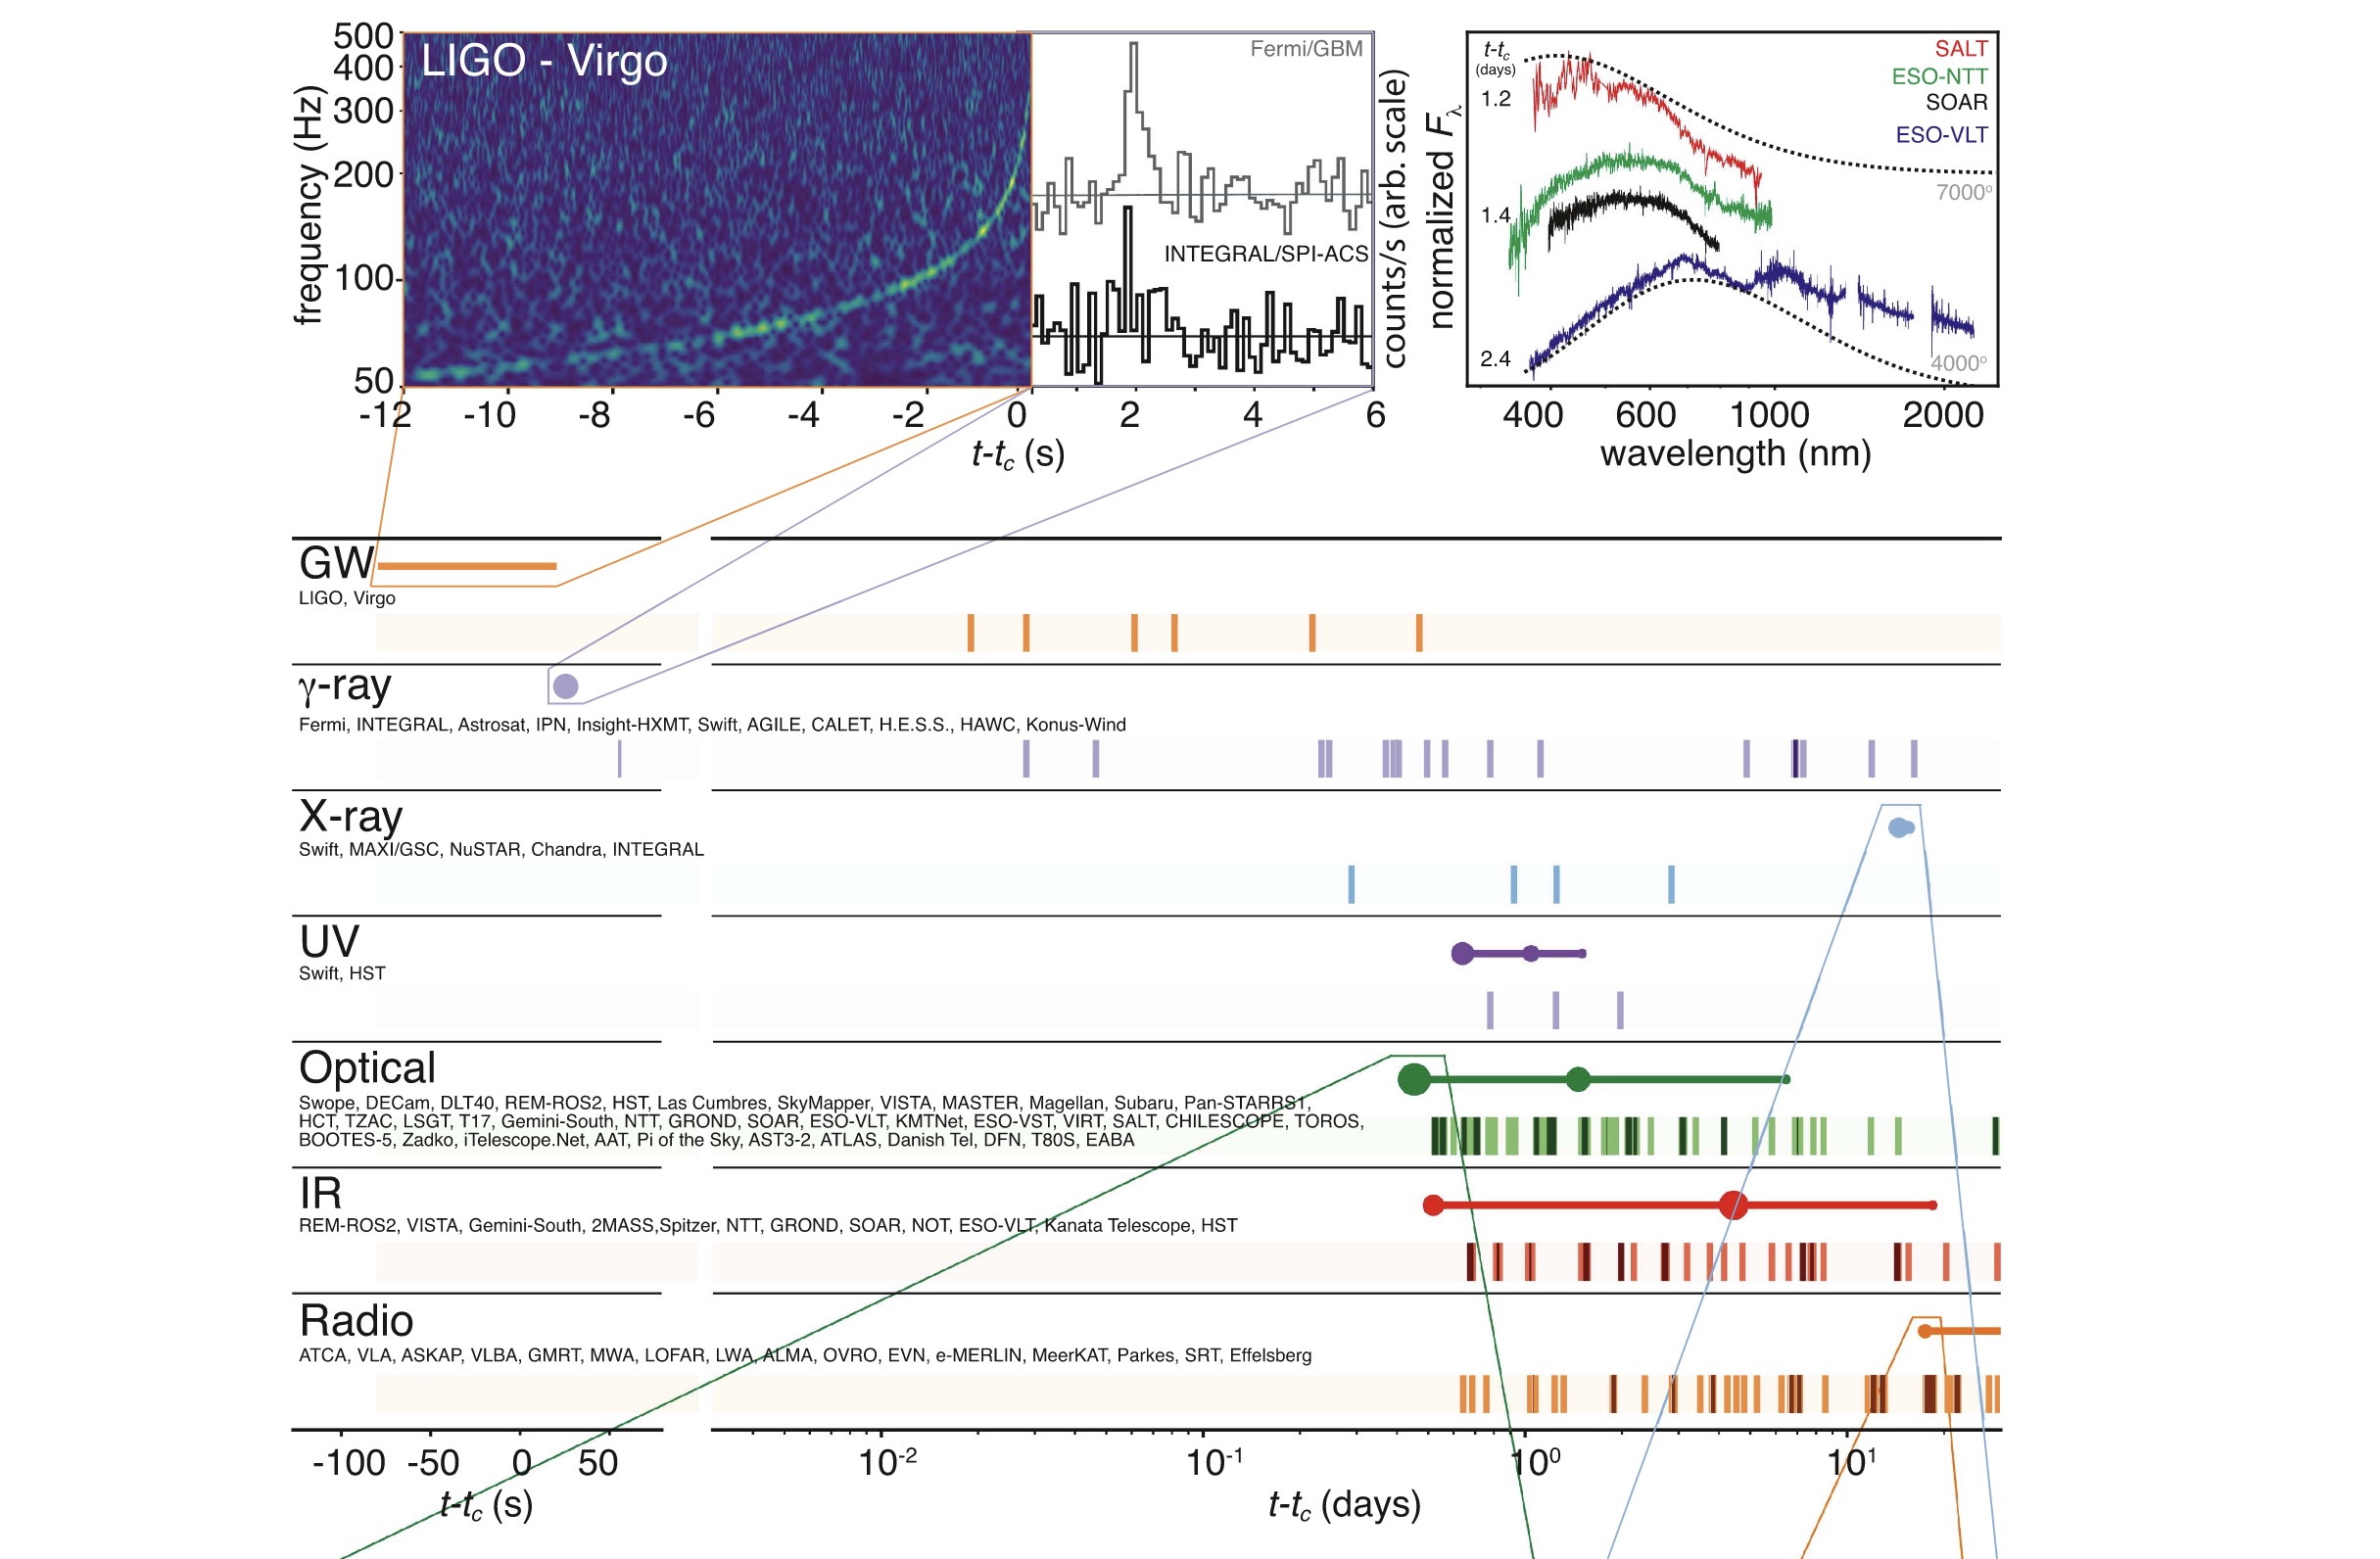 500
400
300
200
100
50
frequency (Hz)
LIGO - Virgo
Fermi/GBM
INTEGRAL/SPI-ACS
counts/s (arb. scale)
-12 -10 -8 -6 -4 -2 0 2 4 6
t-tc (s)
normalized Fλ
t-tc
(days)
1.2
1.4
2.4
SALT
ESO-NTT
SOAR
ESO-VLT
7000º
4000º
400 600 1000 2000
wavelength (nm)
GW
LIGO, Virgo
γ-ray
Fermi, INTEGRAL, Astrosat, IPN, Insight-HXMT, Swift, AGILE, CALET, H.E.S.S., HAWC, Konus-Wind
X-ray
Swift, MAXI/GSC, NuSTAR, Chandra, INTEGRAL
UV
Swift, HST
Optical
Swope, DECam, DLT40, REM-ROS2, HST, Las Cumbres, SkyMapper, VISTA, MASTER, Magellan, Subaru, Pan-STARRS1,
HCT, TZAC, LSGT, T17, Gemini-South, NTT, GROND, SOAR, ESO-VLT, KMTNet, ESO-VST, VIRT, SALT, CHILESCOPE, TOROS,
BOOTES-5, Zadko, iTelescope.Net, AAT, Pi of the Sky, AST3-2, ATLAS, Danish Tel, DFN, T80S, EABA
IR
REM-ROS2, VISTA, Gemini-South, 2MASS,Spitzer, NTT, GROND, SOAR, NOT, ESO-VLT, Kanata Telescope, HST
Radio
ATCA, VLA, ASKAP, VLBA, GMRT, MWA, LOFAR, LWA, ALMA, OVRO, EVN, e-MERLIN, MeerKAT, Parkes, SRT, Effelsberg
-100 -50 0 50 10-2 10-1 100 101
t-tc (s) t-tc (days)